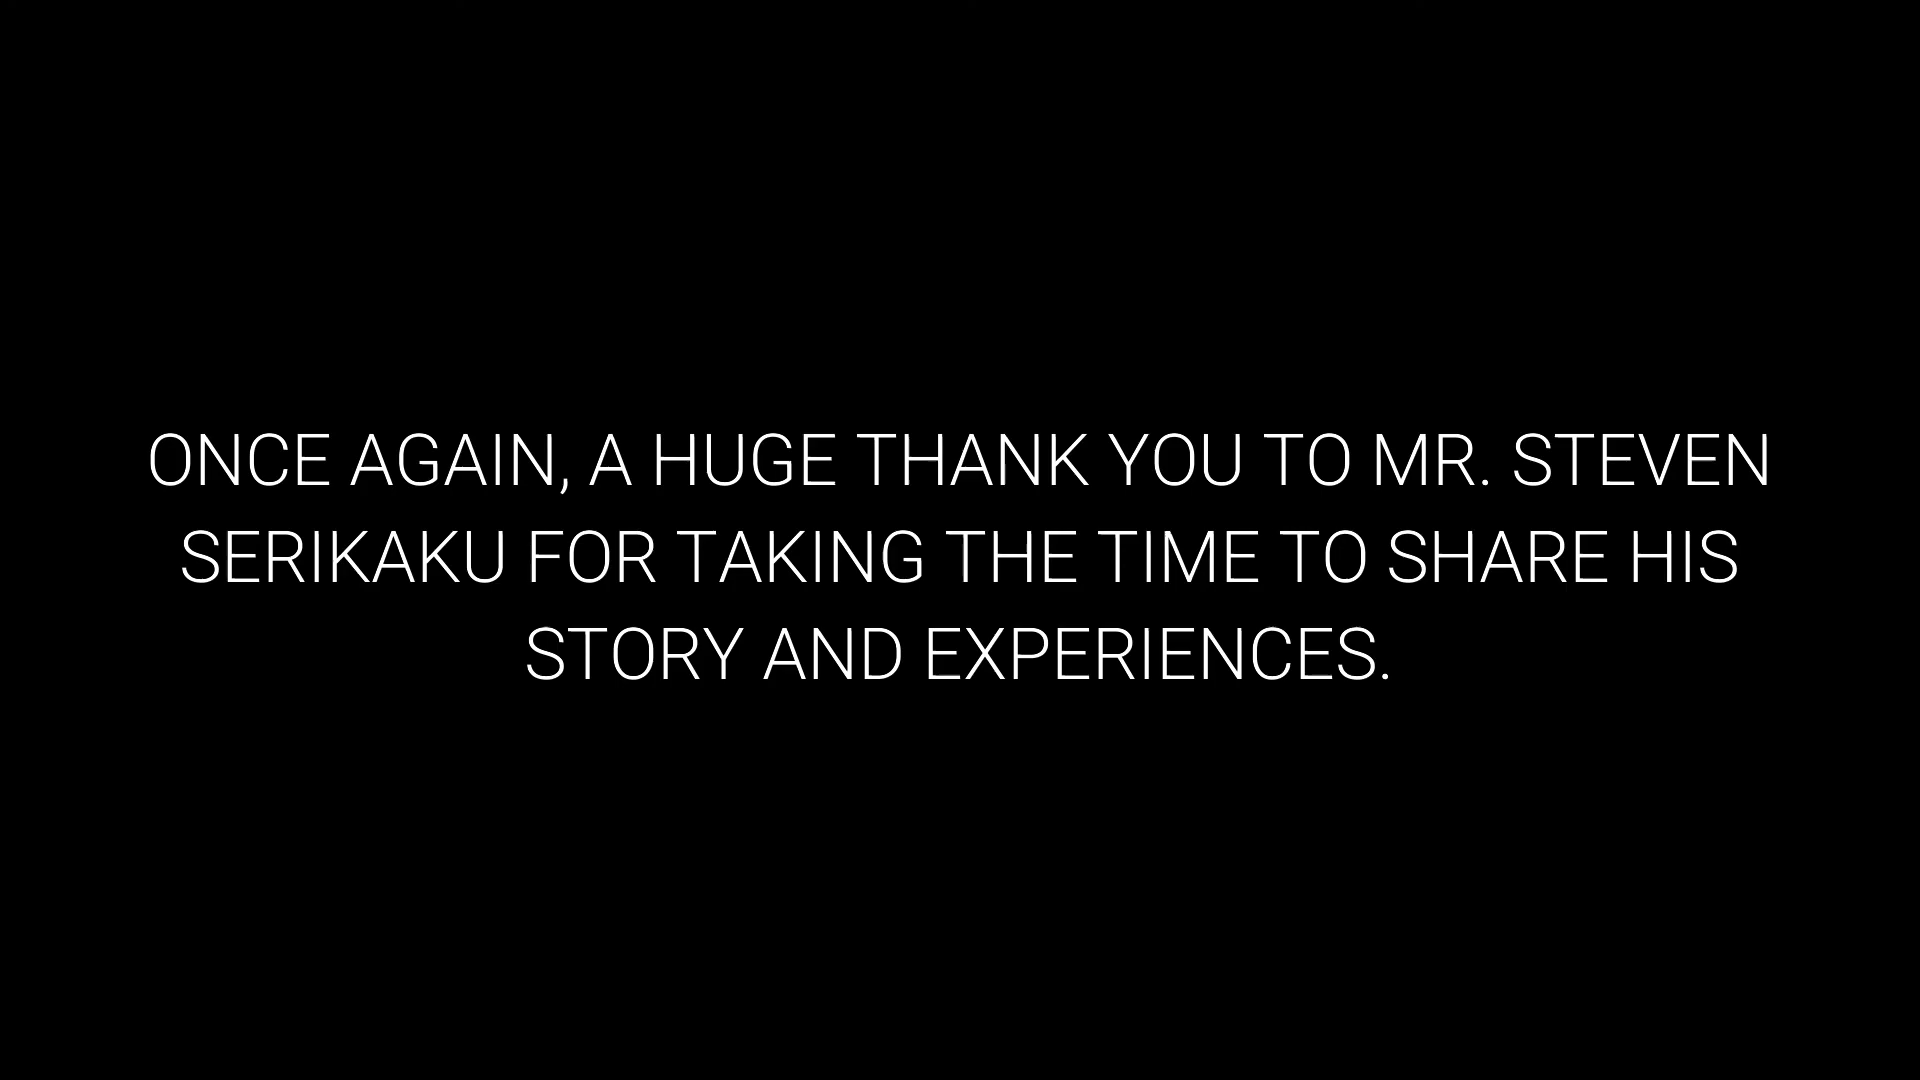 ONCE AGAIN, A HUGE THANK YOU TO MR. STEVEN
SERIKAKU FOR TAKING THE TIME TO SHARE HIS
STORY AND EXPERIENCES.